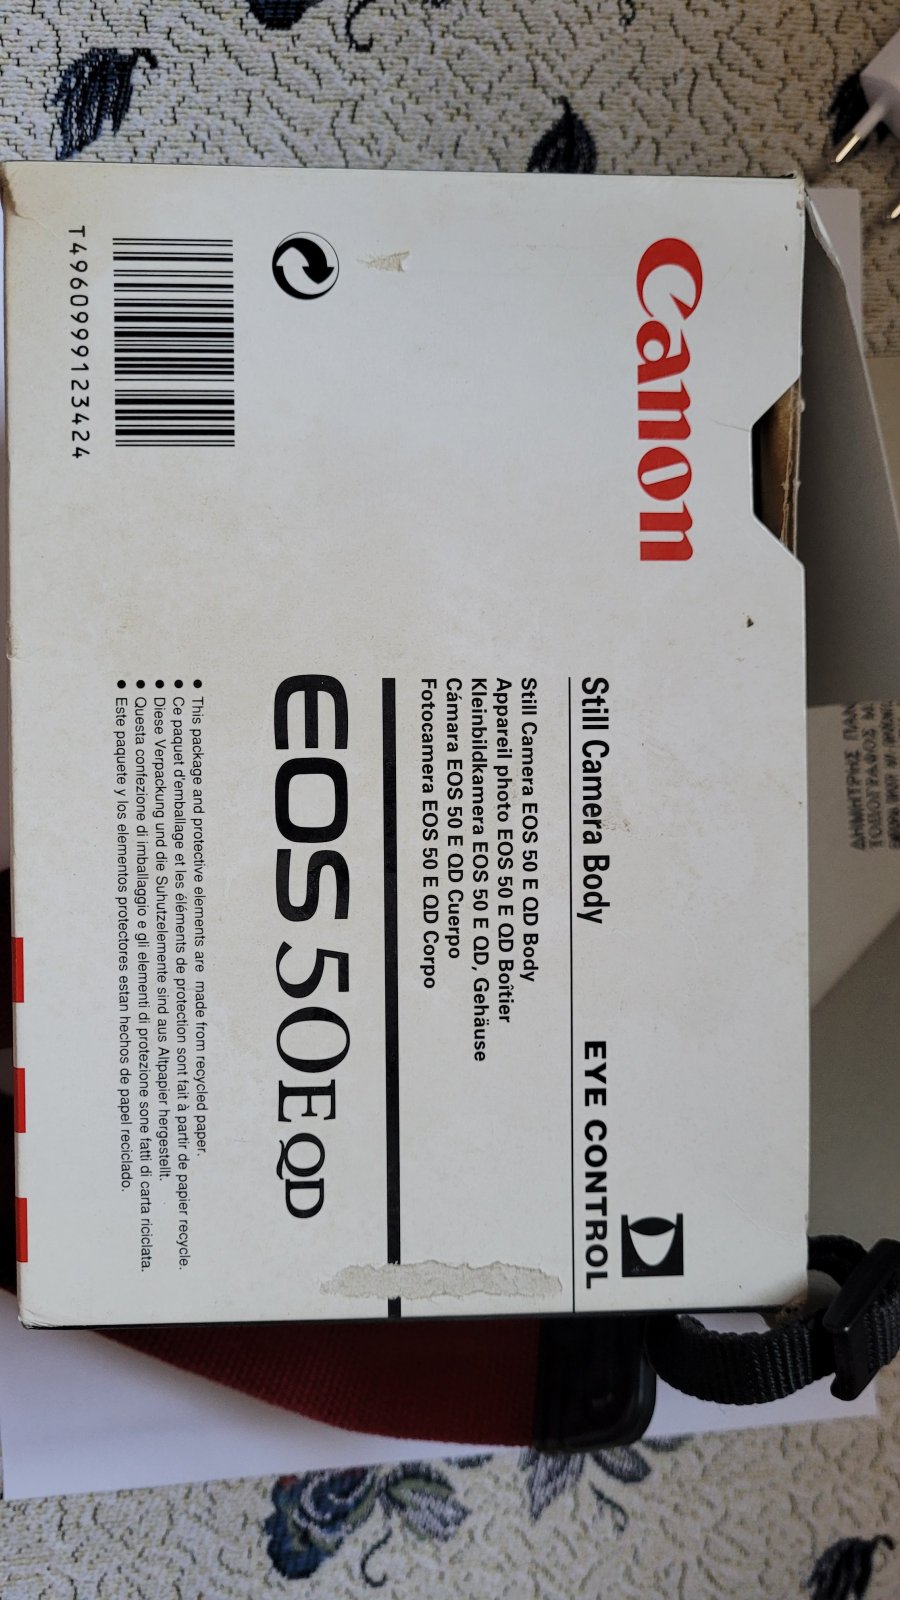 Canon
Still Camera Body
EYE CONTROL
Still Camera EOS 50 E QD Body
Appareil photo EOS 50 E QD Boîtier
Kleinbildkamera EOS 50 E QD, Gehäuse
Cámara EOS 50 E QD Cuerpo
Fotocamera EOS 50 E QD Corpo
EOS 50E QD
● This package and protective elements are made from recycled paper.
● Ce paquet d'emballage et les éléments de protection sont fait à partir de papier recycle.
● Diese Verpackung und die Suhutzelemente sind aus Altpapier hergestellt.
● Questa confezione di imballaggio e gli elementi di protezione sone fatti di carta riciclata.
● Este paquete y los elementos protectores estan hechos de papel reciclado.
T4960999123424